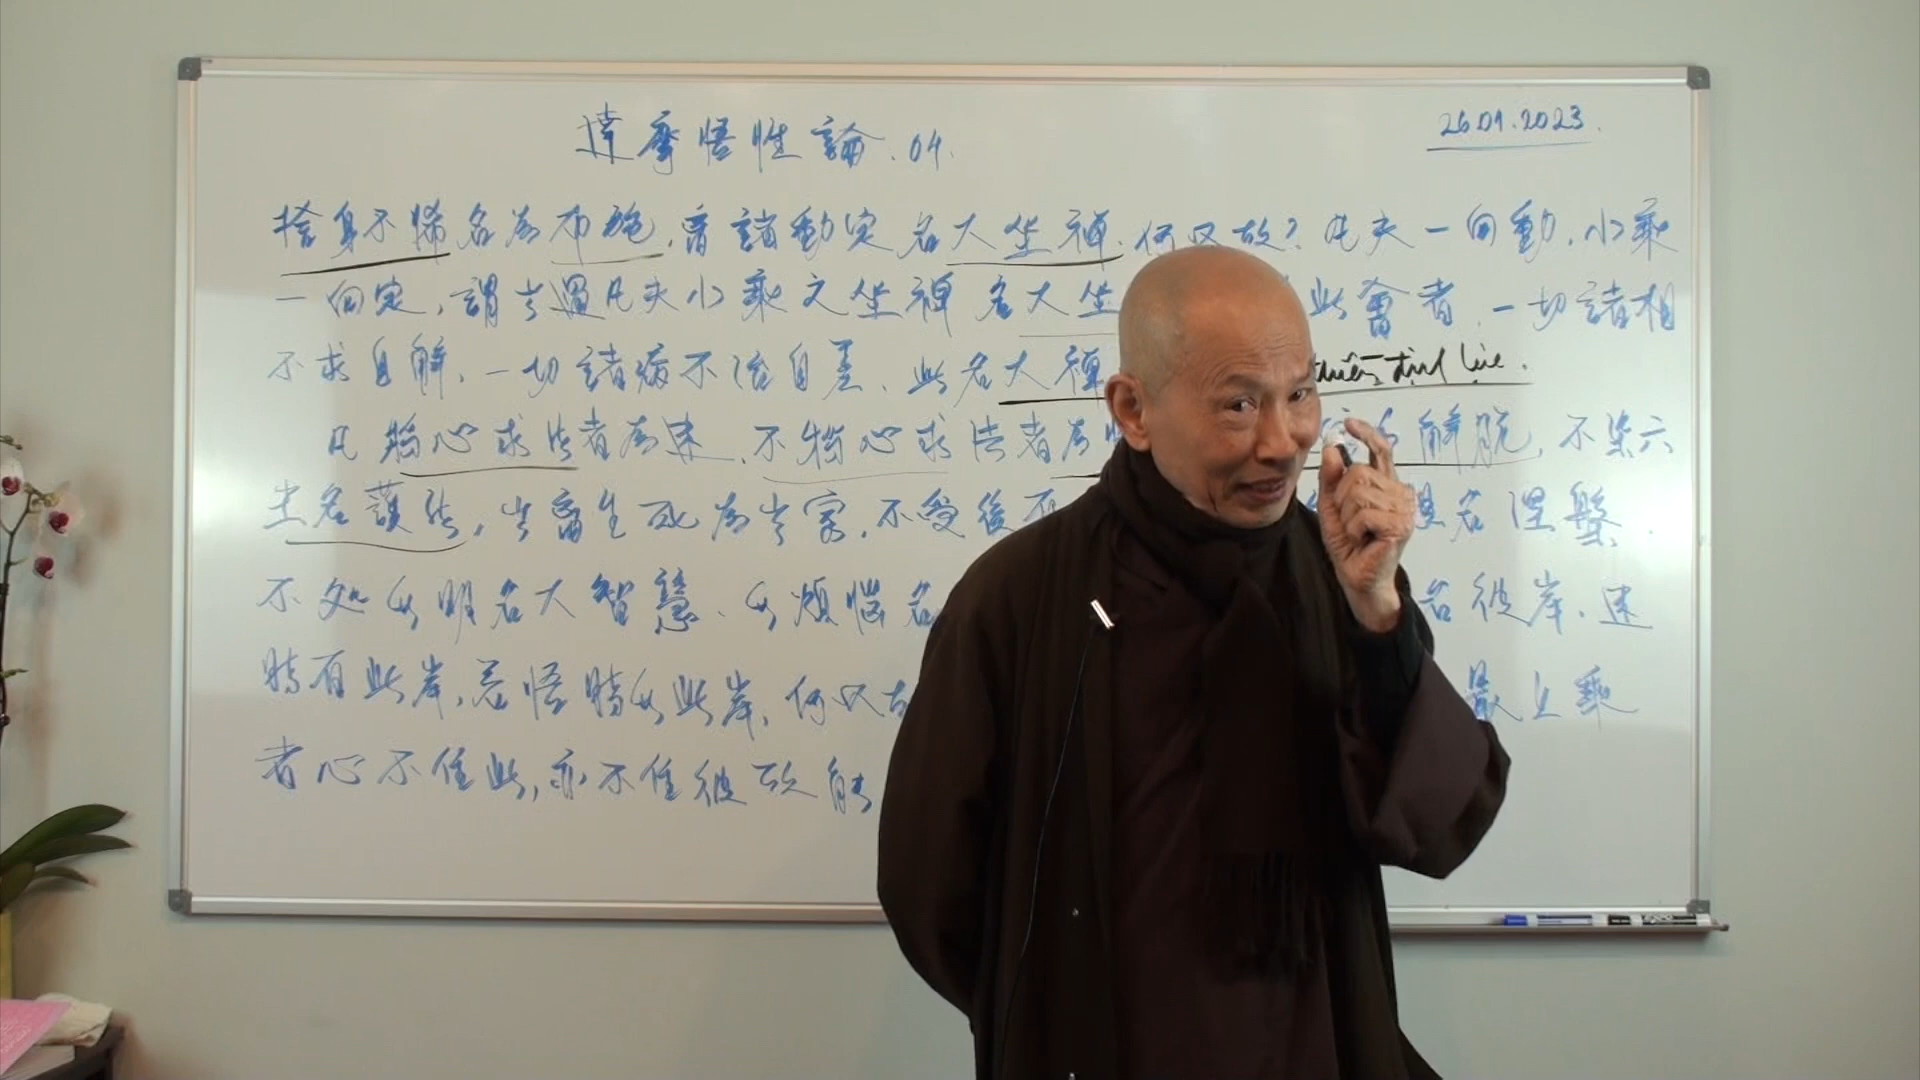 達摩悟性論.04.
26.01.2023.
捨身不悋名為布施,離諸動定名大坐禪.何以故?凡夫一向動,小乘
一向定,謂出過凡夫小乘之坐禪名大坐 此會者,一切諸相
不求自解,一切諸病不治自差,此名大禪 thiền định lực.
凡將心求法者為迷,不將心求法者為悟 解脱,不染六
塵名護法,出離生死為出家,不受後有 名涅槃.
不処無明名大智慧.無煩惱名 名彼岸.迷
時有此岸,若悟時無此岸,何以故 最上乘
者心不住此,亦不住彼故能